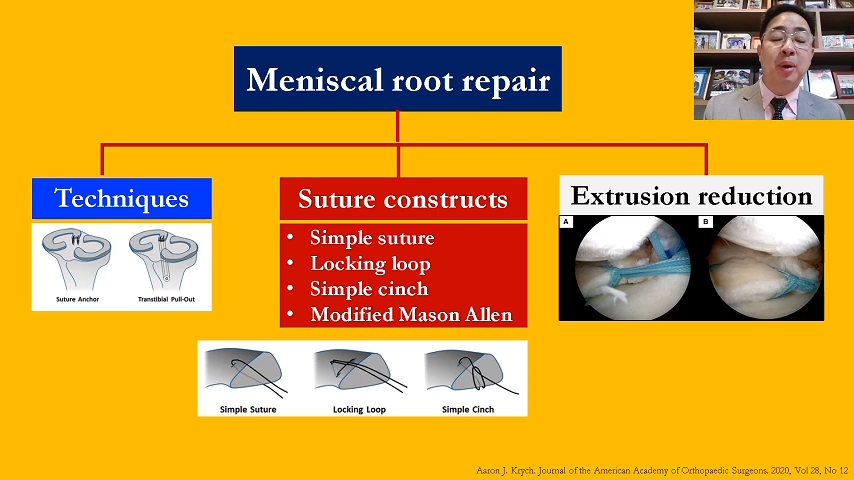 Meniscal root repair
Techniques
Suture Anchor
Transtibial Pull-Out
Suture constructs
• Simple suture
• Locking loop
• Simple cinch
• Modified Mason Allen
Simple Suture
Locking Loop
Simple Cinch
Extrusion reduction
A
B
Aaron J. Krych. Journal of the American Academy of Orthopaedic Surgeons. 2020, Vol 28, No 12